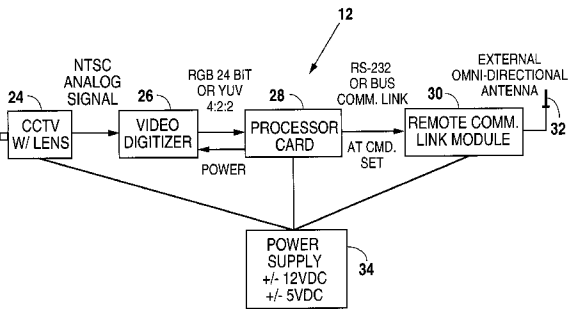 12
NTSC
ANALOG
SIGNAL
RGB 24 BIT
OR YUV
4:2:2
RS-232
OR BUS
COMM. LINK
EXTERNAL
OMNI-DIRECTIONAL
ANTENNA
24
CCTV
W/ LENS
26
VIDEO
DIGITIZER
POWER
28
PROCESSOR
CARD
AT CMD.
SET
30
REMOTE COMM.
LINK MODULE
32
POWER
SUPPLY
+/- 12VDC
+/- 5VDC
34